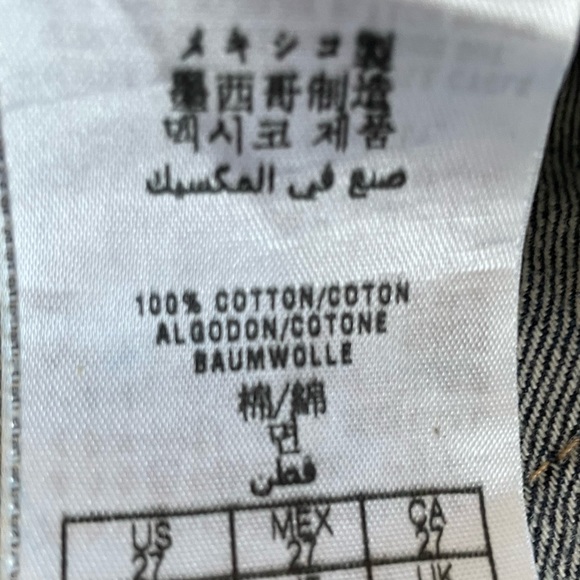 メキシコ製
墨西哥制造
멕시코 제품
صنع في المكسيك
100% COTTON/COTON
ALGODON/COTONE
BAUMWOLLE
棉/綿
면
قطن
US MEX CA
27 27 27
UK